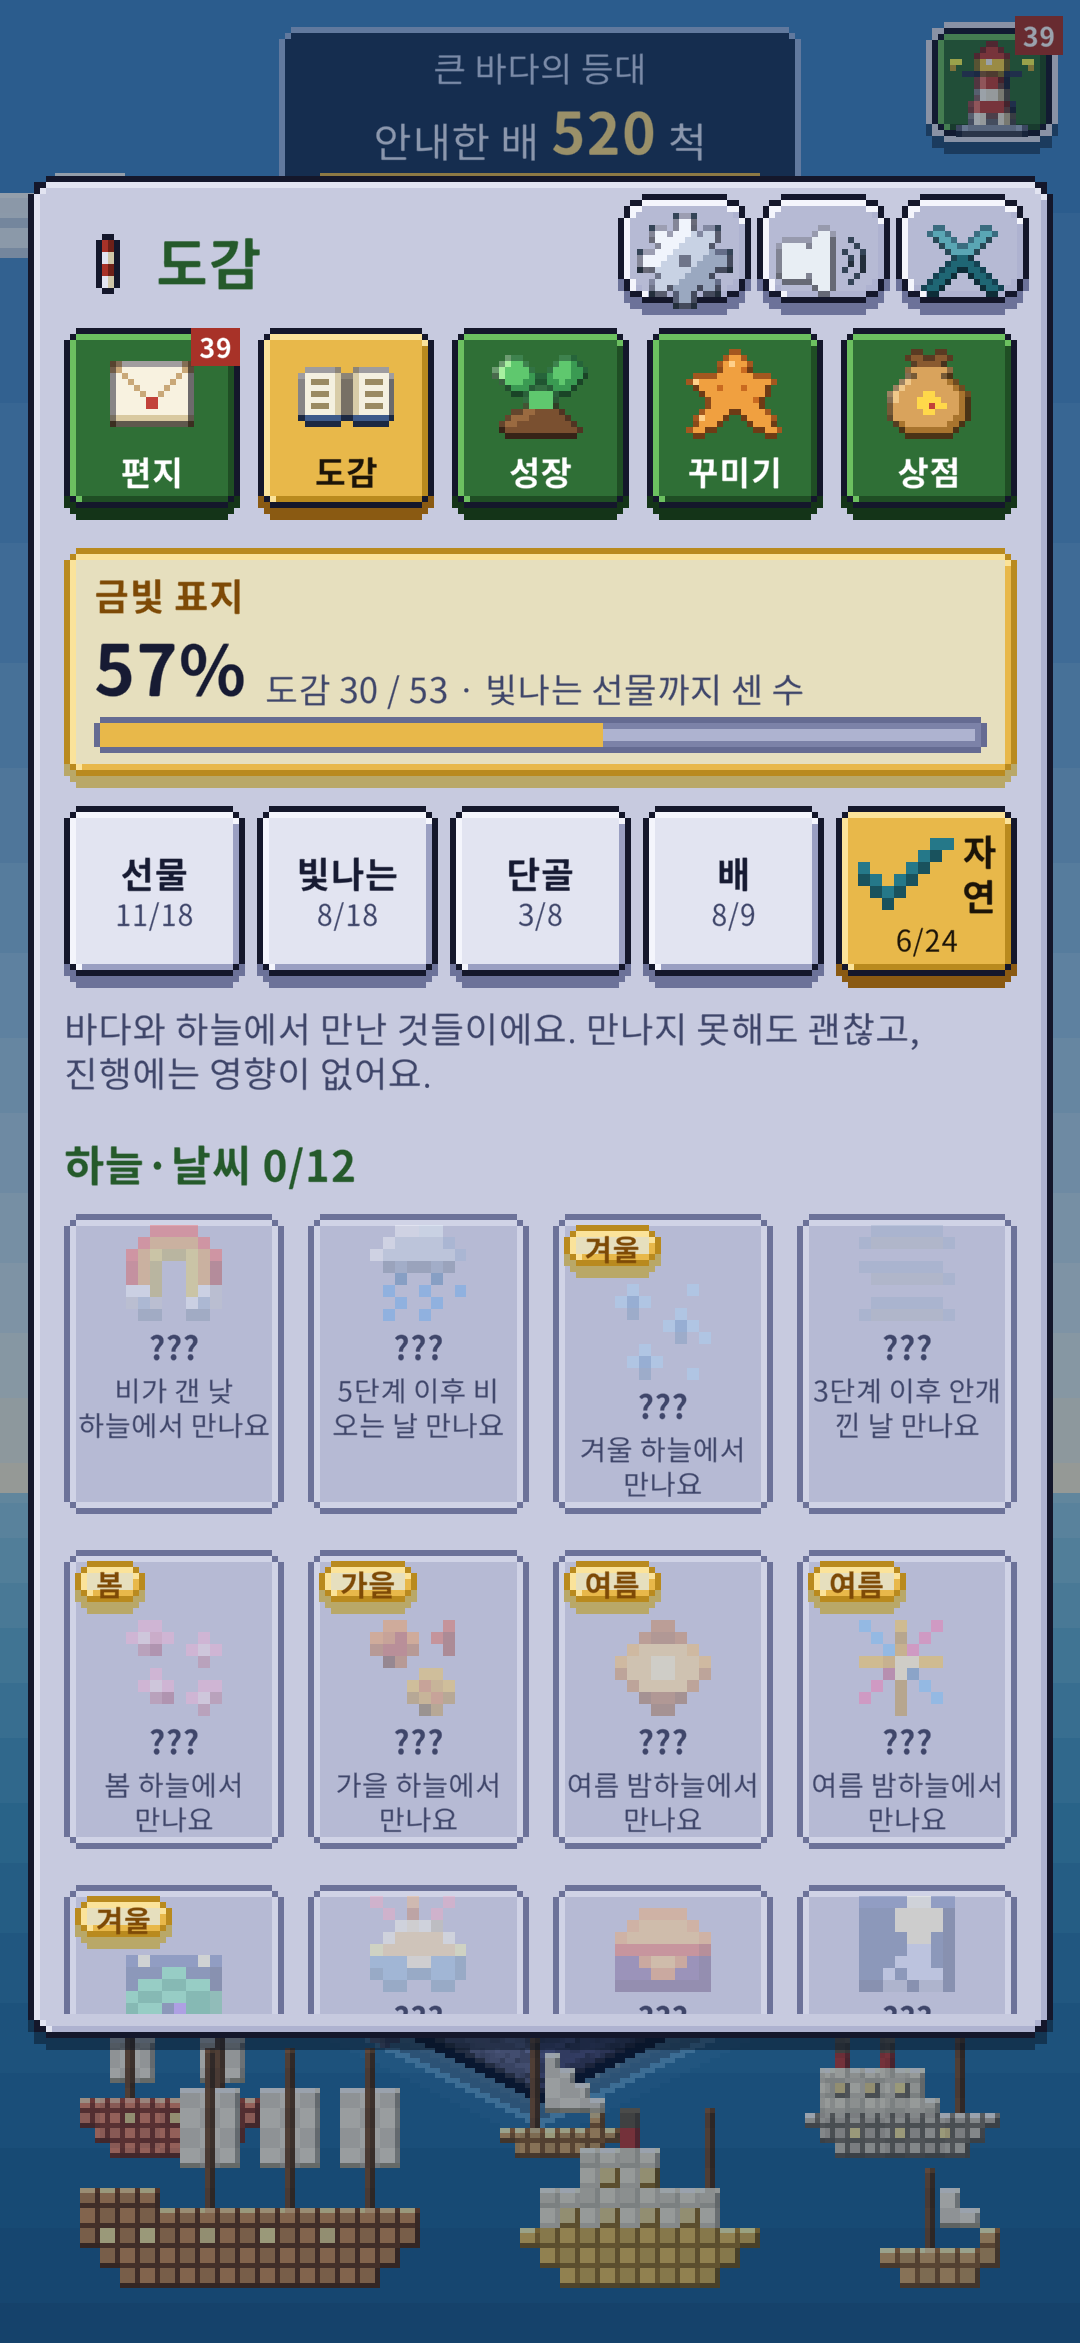 큰 바다의 등대
안내한 배 520 척
39
도감
39
편지
도감
성장
꾸미기
상점
금빛 표지
57% 도감 30 / 53 · 빛나는 선물까지 센 수
선물
11/18
빛나는
8/18
단골
3/8
배
8/9
자
연
6/24
바다와 하늘에서 만난 것들이에요. 만나지 못해도 괜찮고,
진행에는 영향이 없어요.
하늘·날씨 0/12
???
비가 갠 낮
하늘에서 만나요
???
5단계 이후 비
오는 날 만나요
겨울
???
겨울 하늘에서
만나요
???
3단계 이후 안개
낀 날 만나요
봄
???
봄 하늘에서
만나요
가을
???
가을 하늘에서
만나요
여름
???
여름 밤하늘에서
만나요
여름
???
여름 밤하늘에서
만나요
겨울
???
???
???